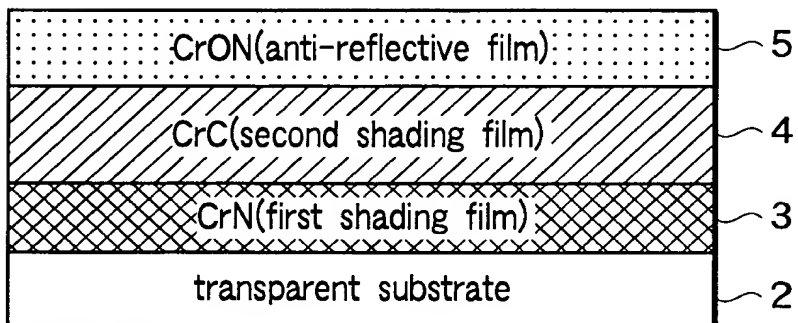 CrON(anti-reflective film) 5
CrC(second shading film) 4
CrN(first shading film) 3
transparent substrate 2